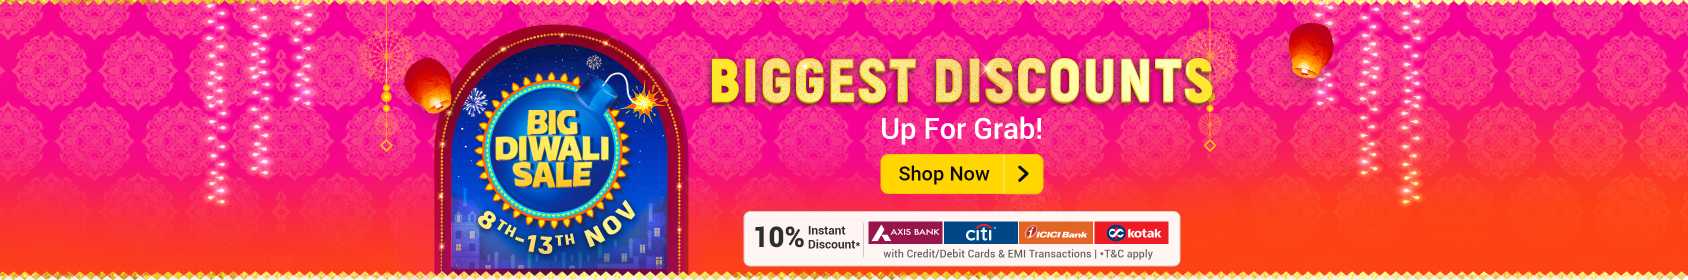 BIG
DIWALI
SALE
8TH-13TH NOV
BIGGEST DISCOUNTS
Up For Grab!
Shop Now
10% Instant Discount*
AXIS BANK citi ICICI Bank kotak
with Credit/Debit Cards & EMI Transactions | •T&C apply